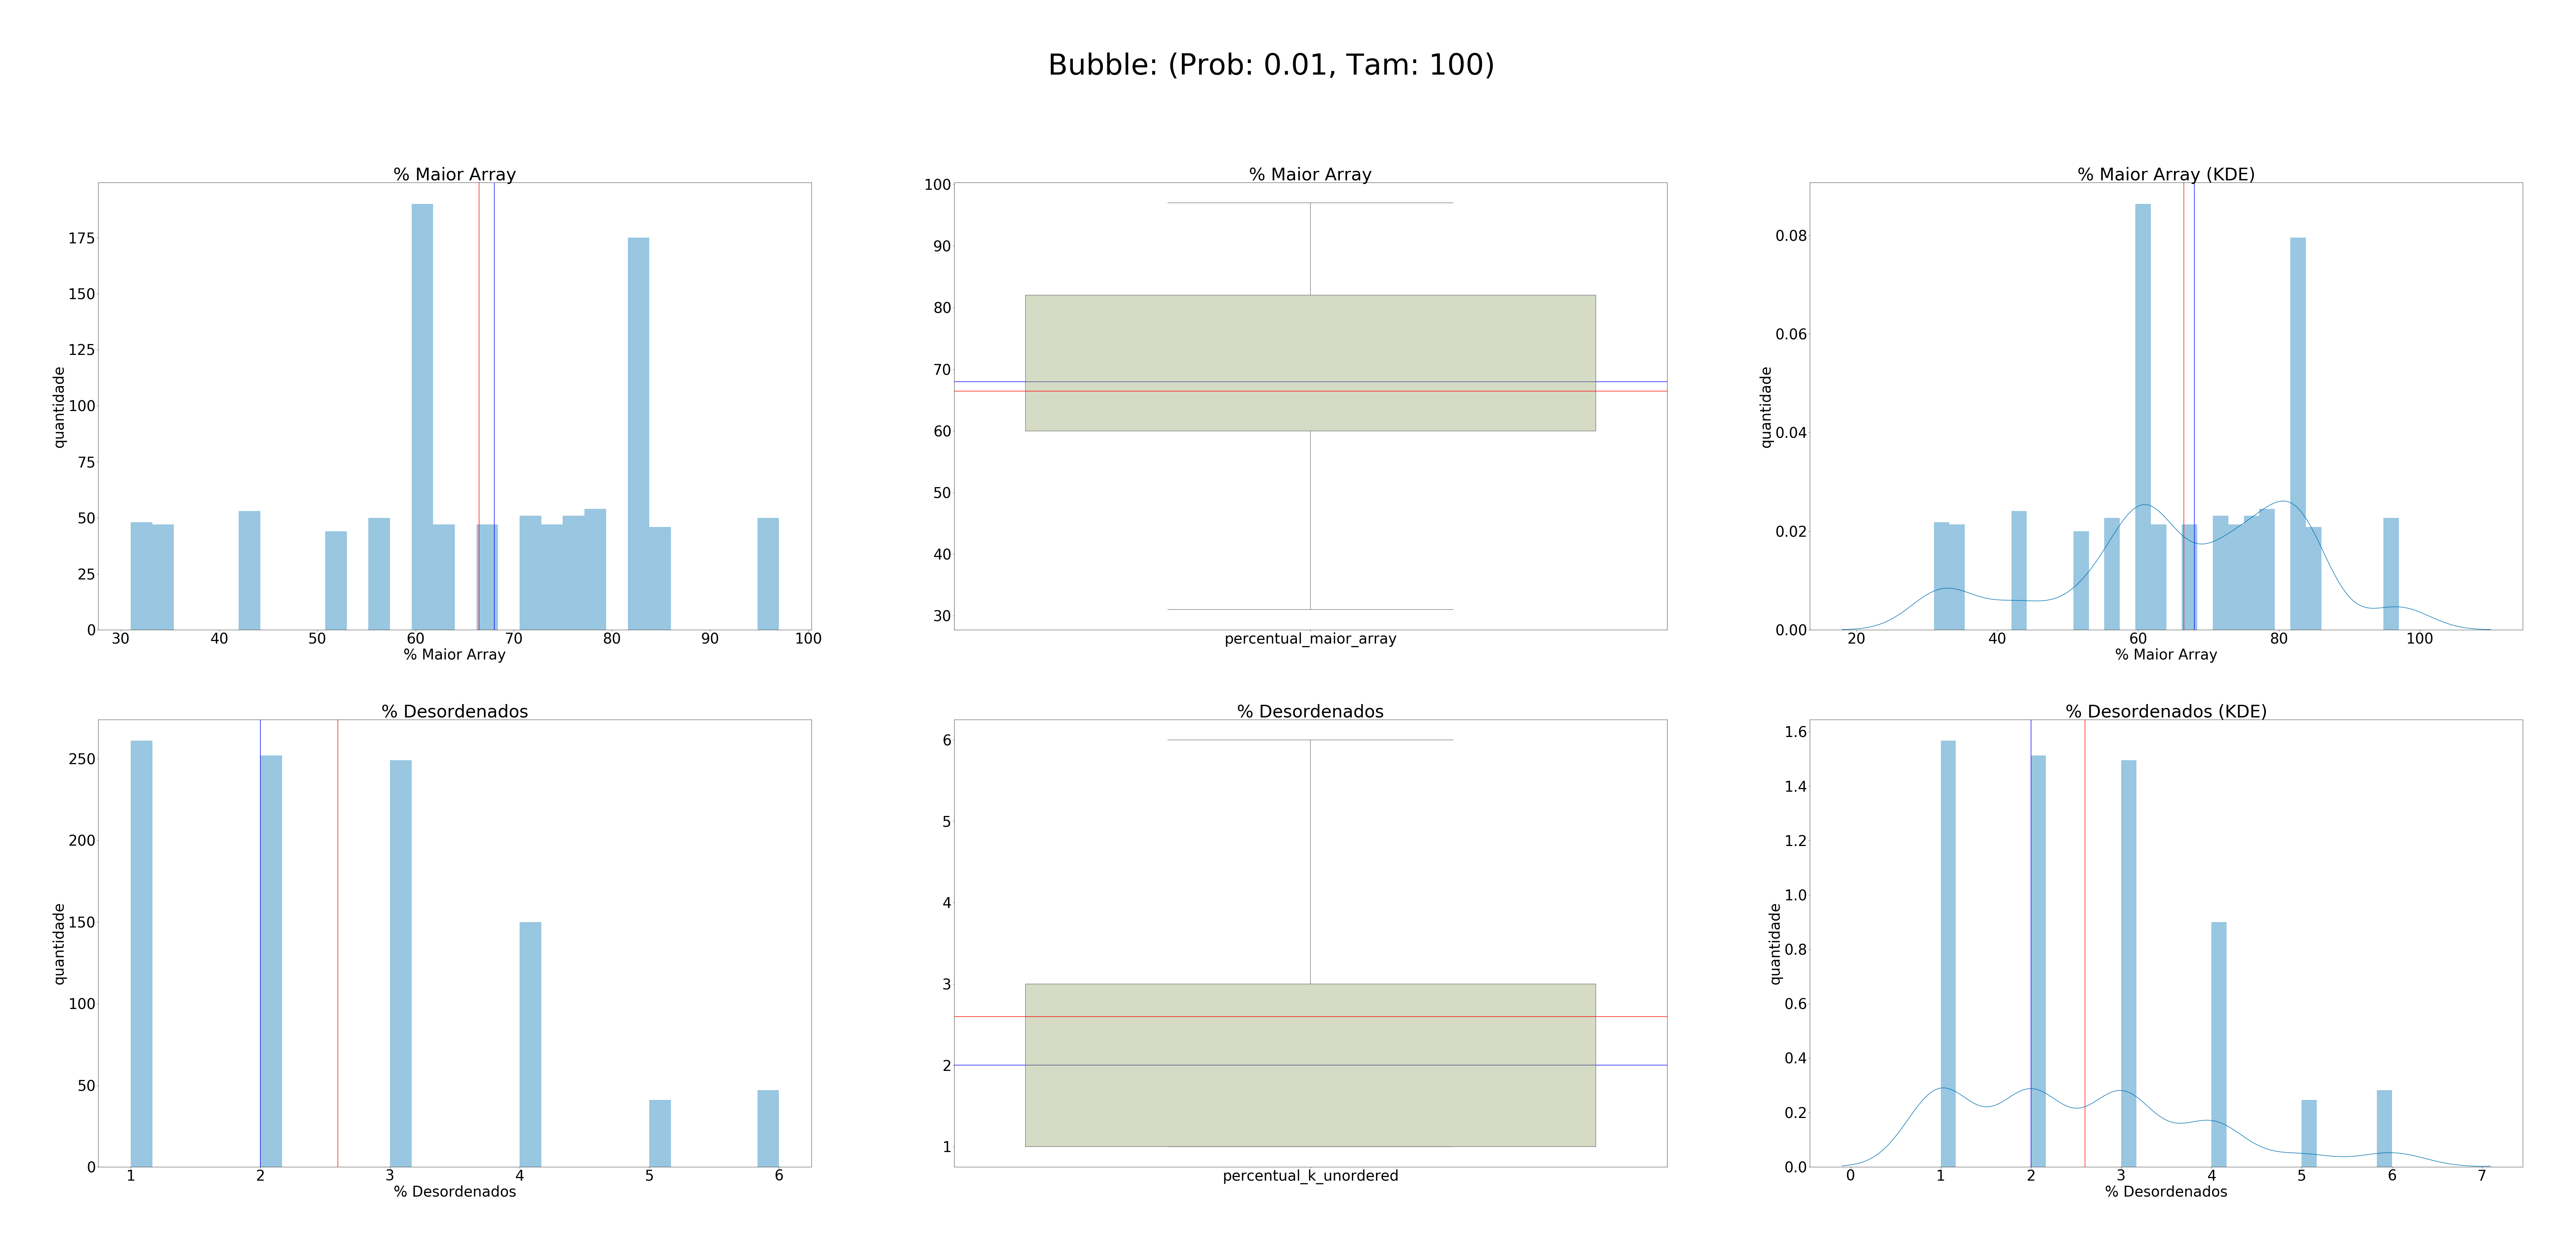 Bubble: (Prob: 0.01, Tam: 100)
% Maior Array
quantidade
175
150
125
100
75
50
25
0
30 40 50 60 70 80 90 100
% Maior Array
% Maior Array
100
90
80
70
60
50
40
30
percentual_maior_array
% Maior Array (KDE)
quantidade
0.08
0.06
0.04
0.02
0.00
20 40 60 80 100
% Maior Array
% Desordenados
quantidade
250
200
150
100
50
0
1 2 3 4 5 6
% Desordenados
% Desordenados
6
5
4
3
2
1
percentual_k_unordered
% Desordenados (KDE)
quantidade
1.6
1.4
1.2
1.0
0.8
0.6
0.4
0.2
0.0
0 1 2 3 4 5 6 7
% Desordenados